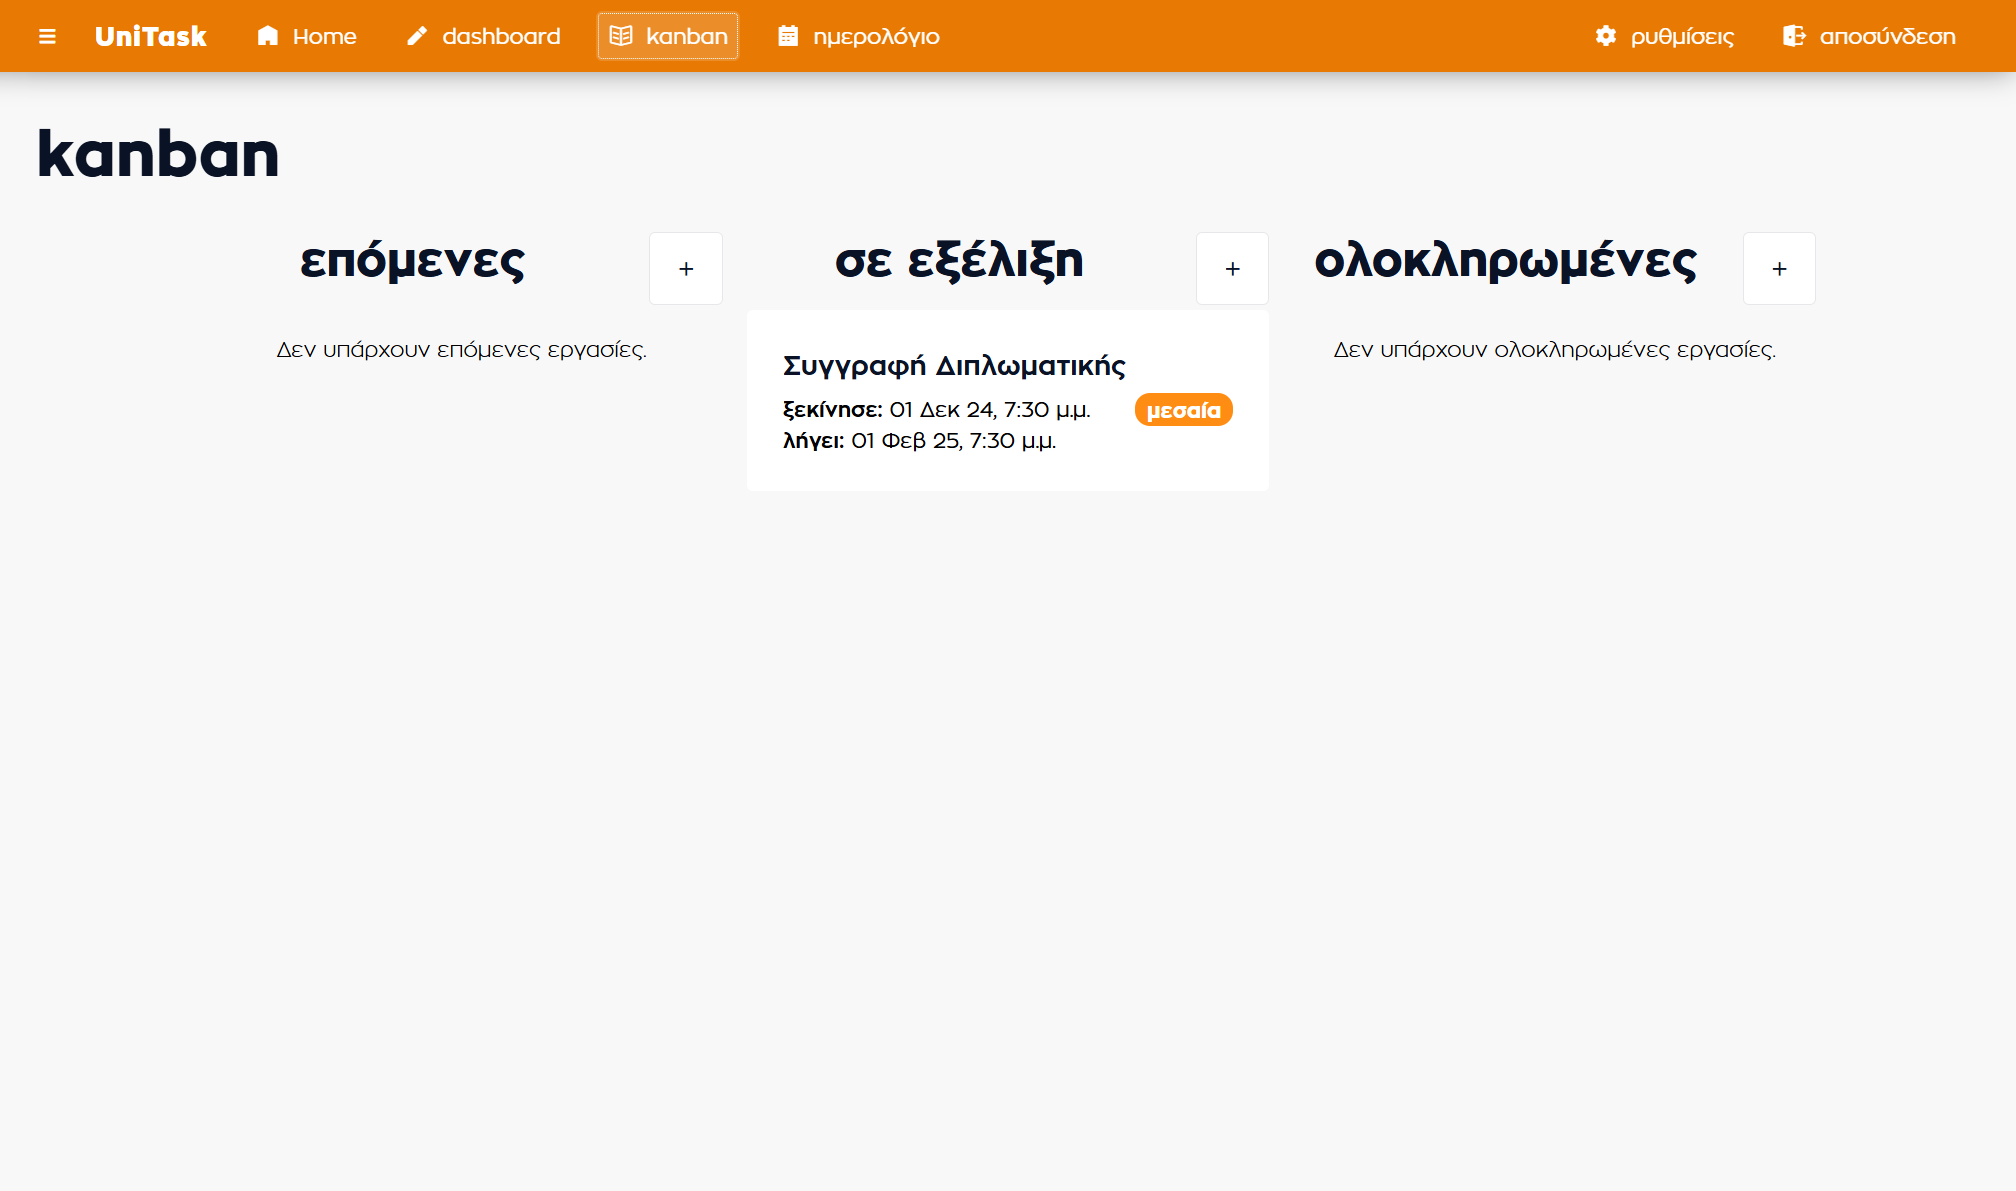 UniTask Home dashboard kanban ημερολόγιο ρυθμίσεις αποσύνδεση
kanban
επόμενες + σε εξέλιξη + ολοκληρωμένες +
Δεν υπάρχουν επόμενες εργασίες.
Συγγραφή Διπλωματικής
ξεκίνησε: 01 Δεκ 24, 7:30 μ.μ. μεσαία
λήγει: 01 Φεβ 25, 7:30 μ.μ.
Δεν υπάρχουν ολοκληρωμένες εργασίες.